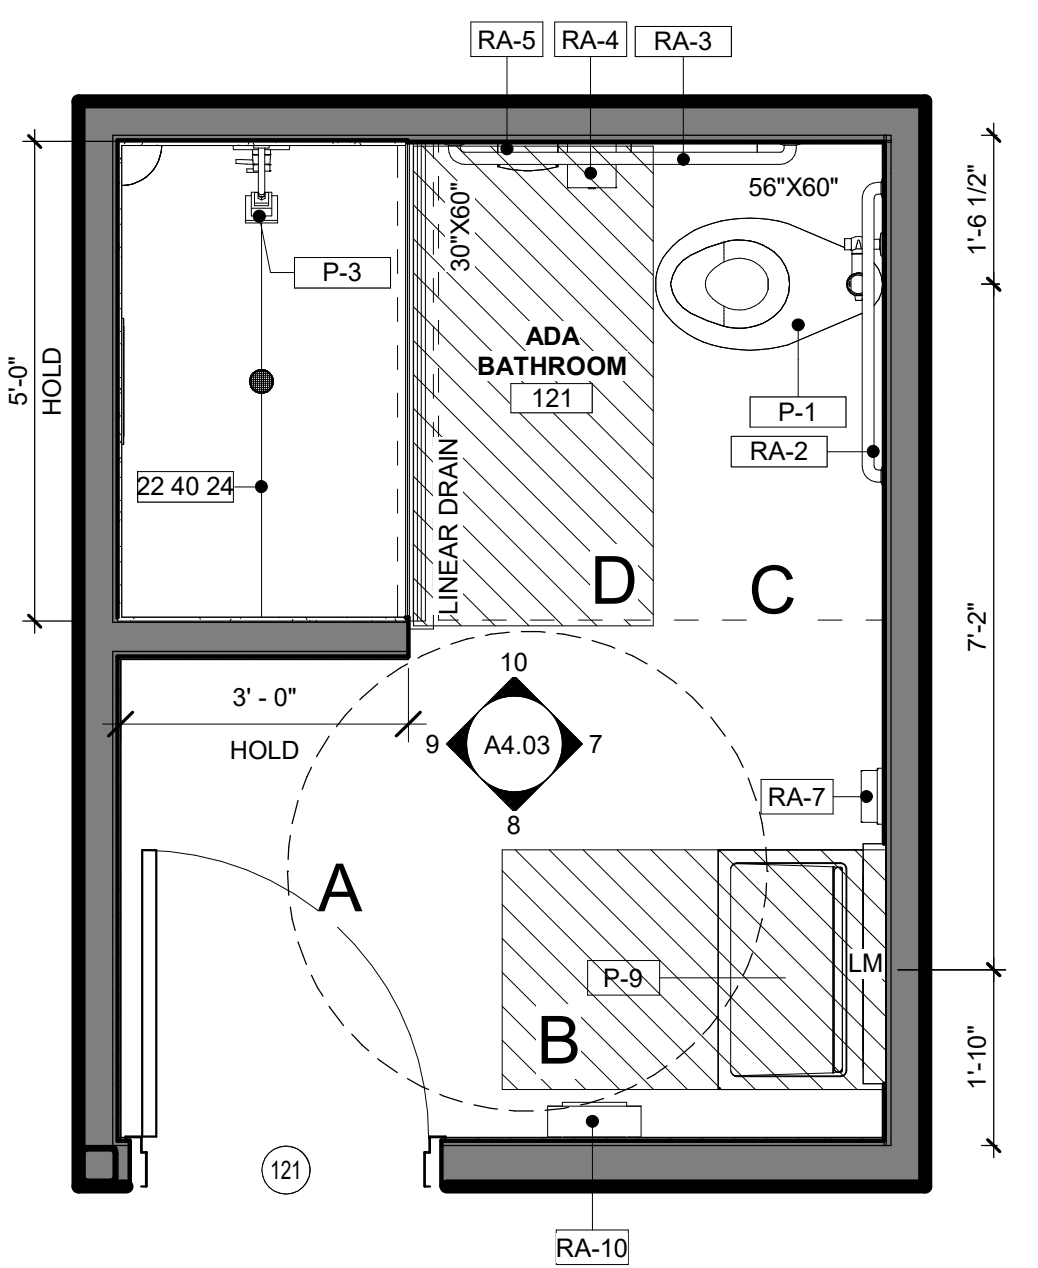 RA-5
RA-4
RA-3
56"X60"
1'-6 1/2"
30"X60"
P-3
5'-0"
HOLD
ADA
BATHROOM
121
P-1
RA-2
22 40 24
LINEAR DRAIN
D
C
7'-2"
3' - 0"
HOLD
10
9
A4.03
7
8
RA-7
A
LM
P-9
B
1'-10"
121
RA-10